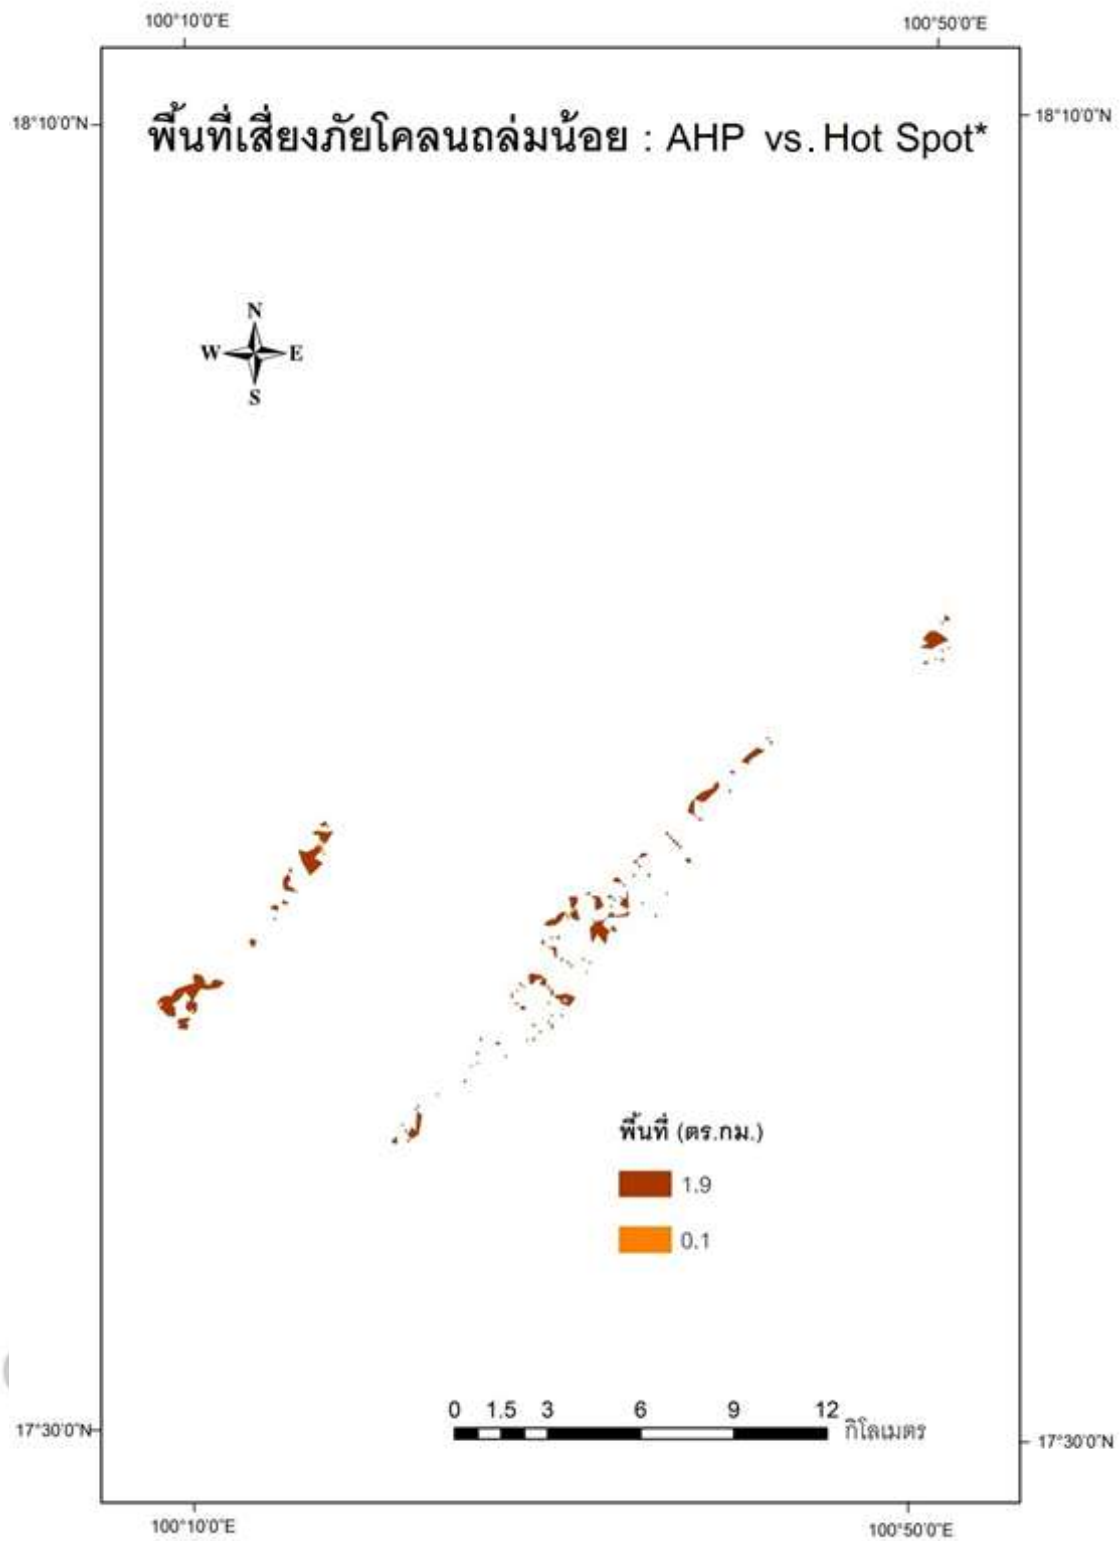 100°10'0"E
100°50'0"E
18°10'0"N
18°10'0"N
พื้นที่เสี่ยงภัยโคลนถล่มน้อย : AHP vs. Hot Spot*
N
W E
S
พื้นที่ (ตร.กม.)
1.9
0.1
0 1.5 3 6 9 12
กิโลเมตร
17°30'0"N
17°30'0"N
100°10'0"E
100°50'0"E